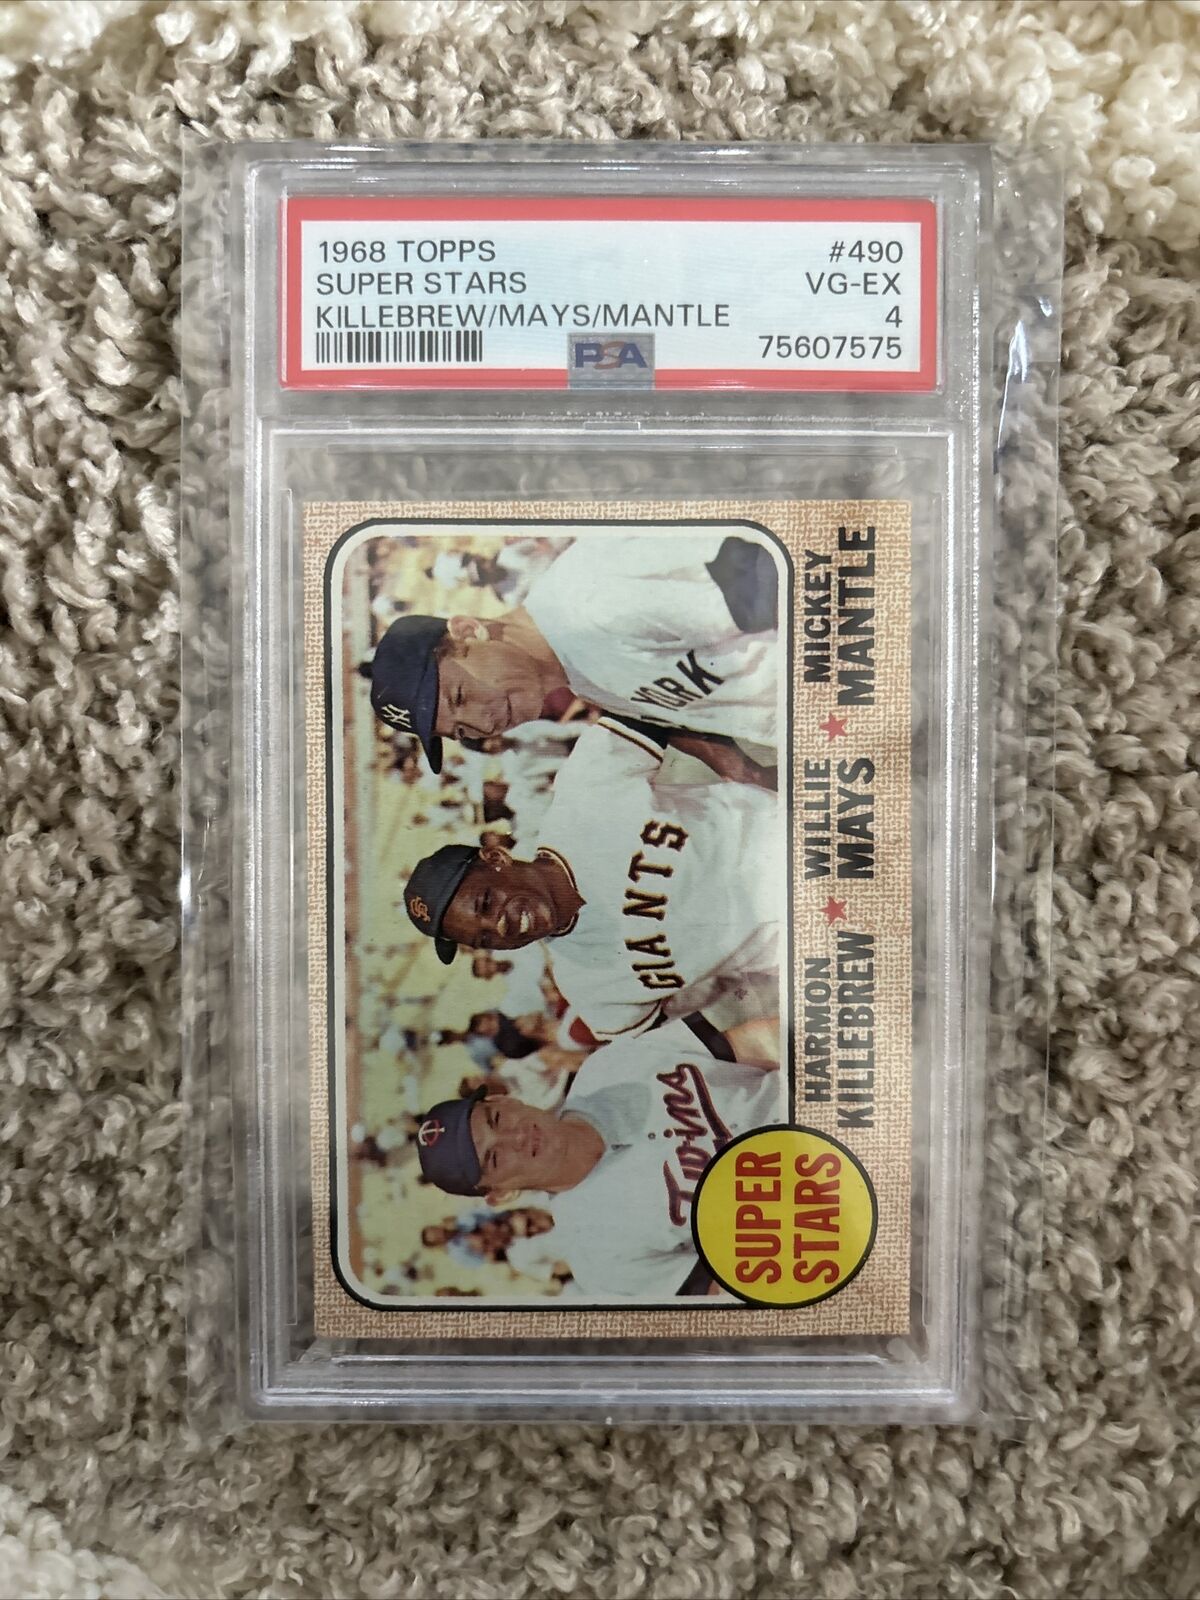 1968 TOPPS #490
SUPER STARS VG-EX
KILLEBREW/MAYS/MANTLE 4
PSA 75607575
NY
YORK
SF
GIANTS
TC
Twins
HARMON ★ WILLIE ★ MICKEY
KILLEBREW MAYS MANTLE
SUPER
STARS